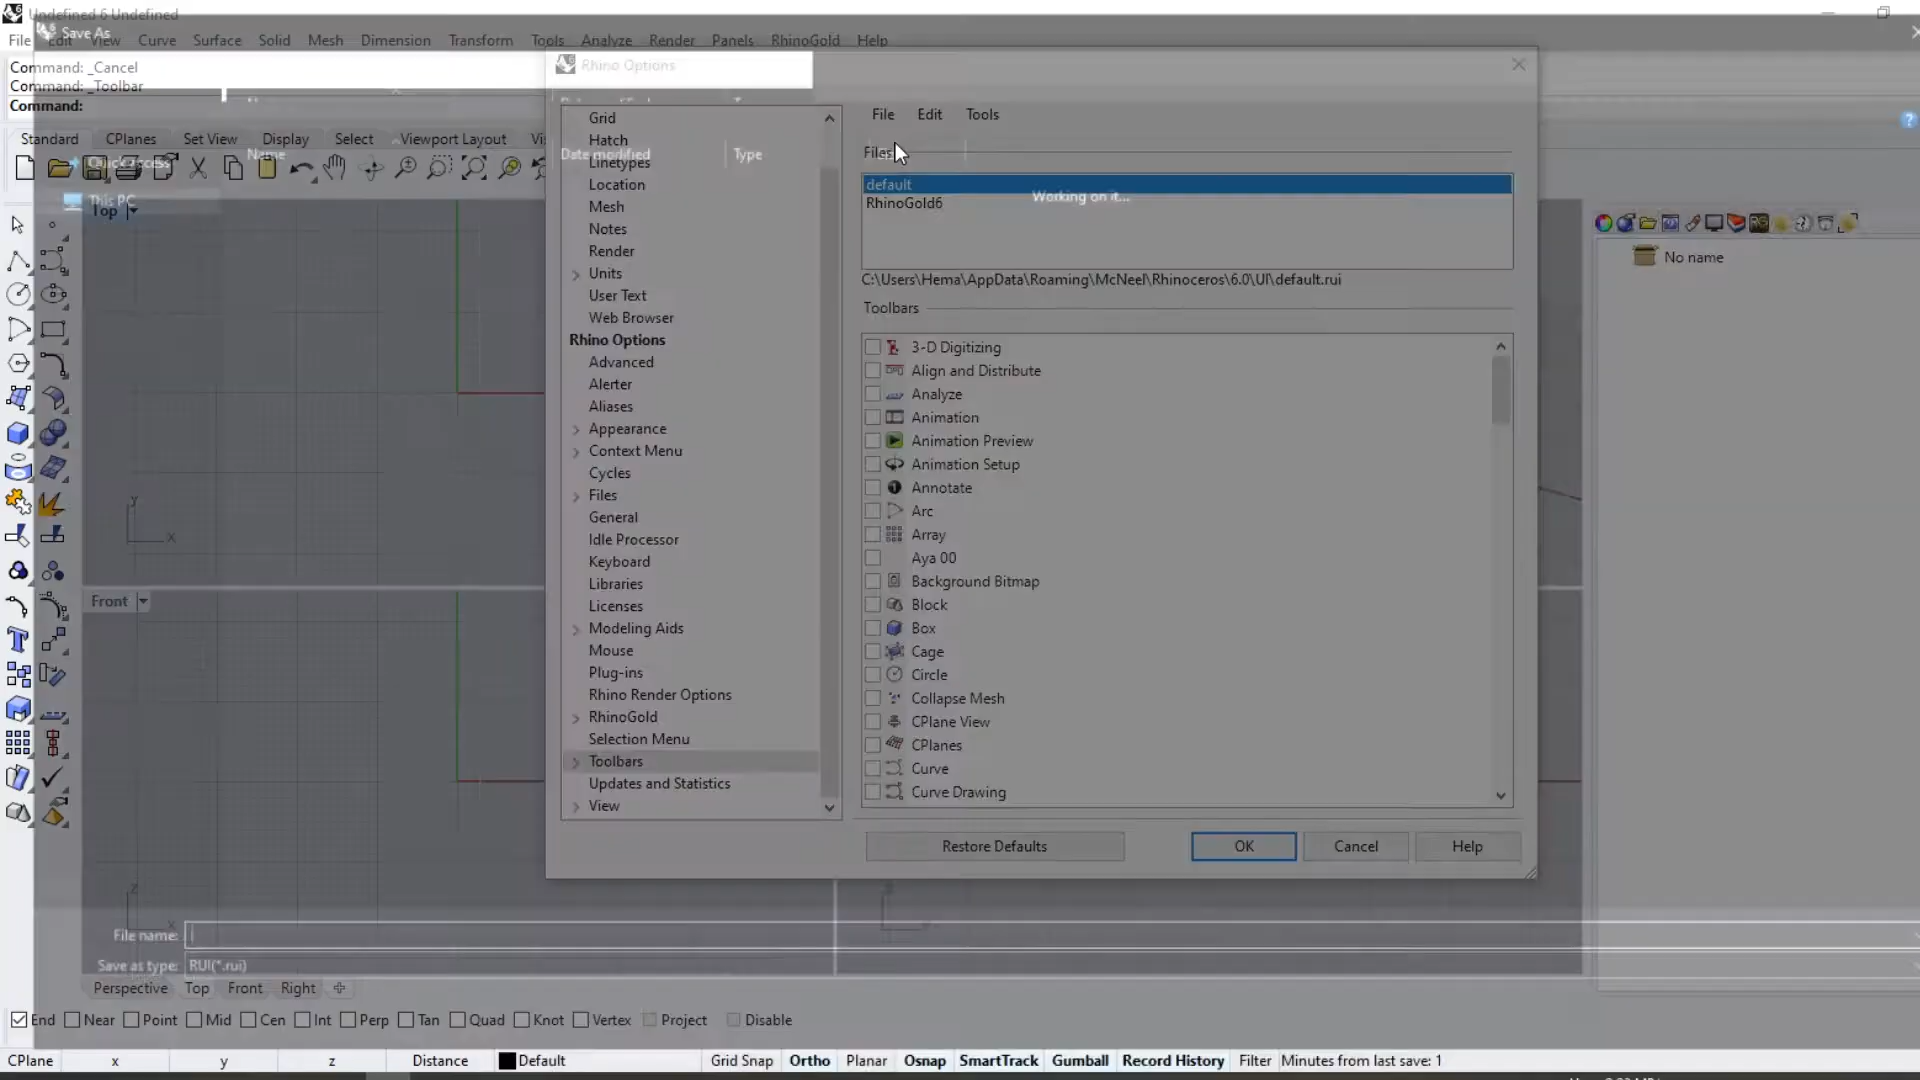 Undefined 6 Undefined
Save As
File Edit View Curve Surface Solid Mesh Dimension Transform Tools Analyze Render Panels RhinoGold Help
Command: _Cancel
Command: _Toolbar
Command:
Standard CPlanes Set View Display Select Viewport Layout
Quick access
Name
Date modified
Type
This PC
Working on it...
Top
Front
Rhino Options
Grid
Hatch
Linetypes
Location
Mesh
Notes
Render
Units
User Text
Web Browser
Rhino Options
Advanced
Alerter
Aliases
Appearance
Context Menu
Cycles
Files
General
Idle Processor
Keyboard
Libraries
Licenses
Modeling Aids
Mouse
Plug-ins
Rhino Render Options
RhinoGold
Selection Menu
Toolbars
Updates and Statistics
View
File Edit Tools
Files
default
RhinoGold6
C:\Users\Hema\AppData\Roaming\McNeel\Rhinoceros\6.0\UI\default.rui
Toolbars
3-D Digitizing
Align and Distribute
Analyze
Animation
Animation Preview
Animation Setup
Annotate
Arc
Array
Aya 00
Background Bitmap
Block
Box
Cage
Circle
Collapse Mesh
CPlane View
CPlanes
Curve
Curve Drawing
Restore Defaults
OK
Cancel
Help
No name
y
x
z
x
File name:
Save as type: RUI(*.rui)
Perspective Top Front Right
End Near Point Mid Cen Int Perp Tan Quad Knot Vertex Project Disable
CPlane x y z Distance Default Grid Snap Ortho Planar Osnap SmartTrack Gumball Record History Filter Minutes from last save: 1